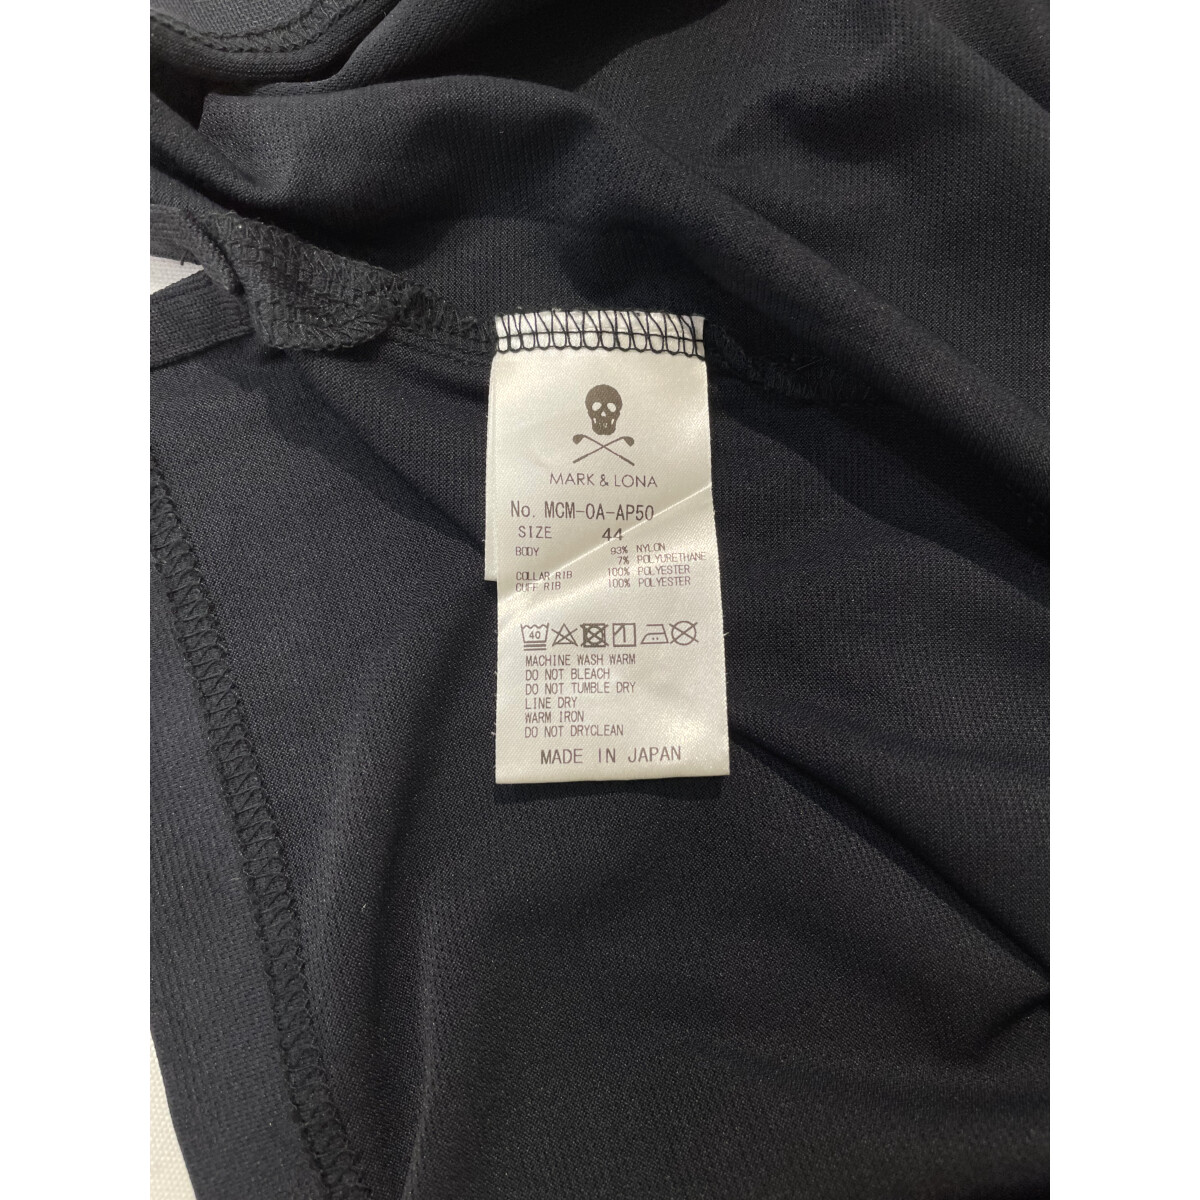 MARK & LONA
No. MCM-0A-AP50
SIZE 44
BODY 93% NYLON
7% POLYURETHANE
COLLAR RIB 100% POLYESTER
CUFF RIB 100% POLYESTER
40
MACHINE WASH WARM
DO NOT BLEACH
DO NOT TUMBLE DRY
LINE DRY
WARM IRON
DO NOT DRYCLEAN
MADE IN JAPAN